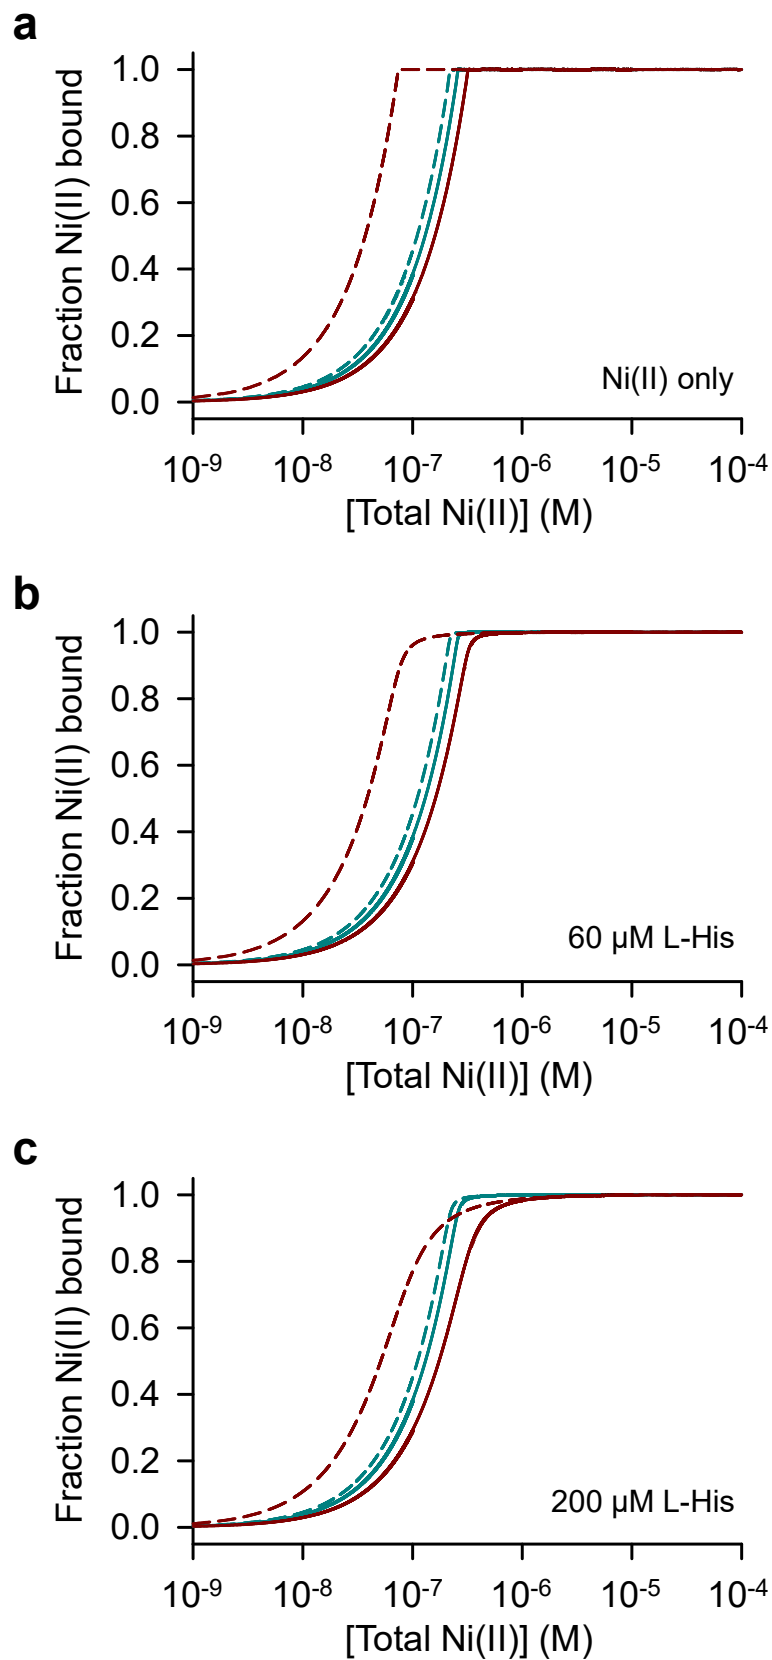 a
Fraction Ni(II) bound
1.0
0.8
0.6
0.4
0.2
0.0
Ni(II) only
10-9 10-8 10-7 10-6 10-5 10-4
[Total Ni(II)] (M)
b
Fraction Ni(II) bound
1.0
0.8
0.6
0.4
0.2
0.0
60 µM L-His
10-9 10-8 10-7 10-6 10-5 10-4
[Total Ni(II)] (M)
c
Fraction Ni(II) bound
1.0
0.8
0.6
0.4
0.2
0.0
200 µM L-His
10-9 10-8 10-7 10-6 10-5 10-4
[Total Ni(II)] (M)